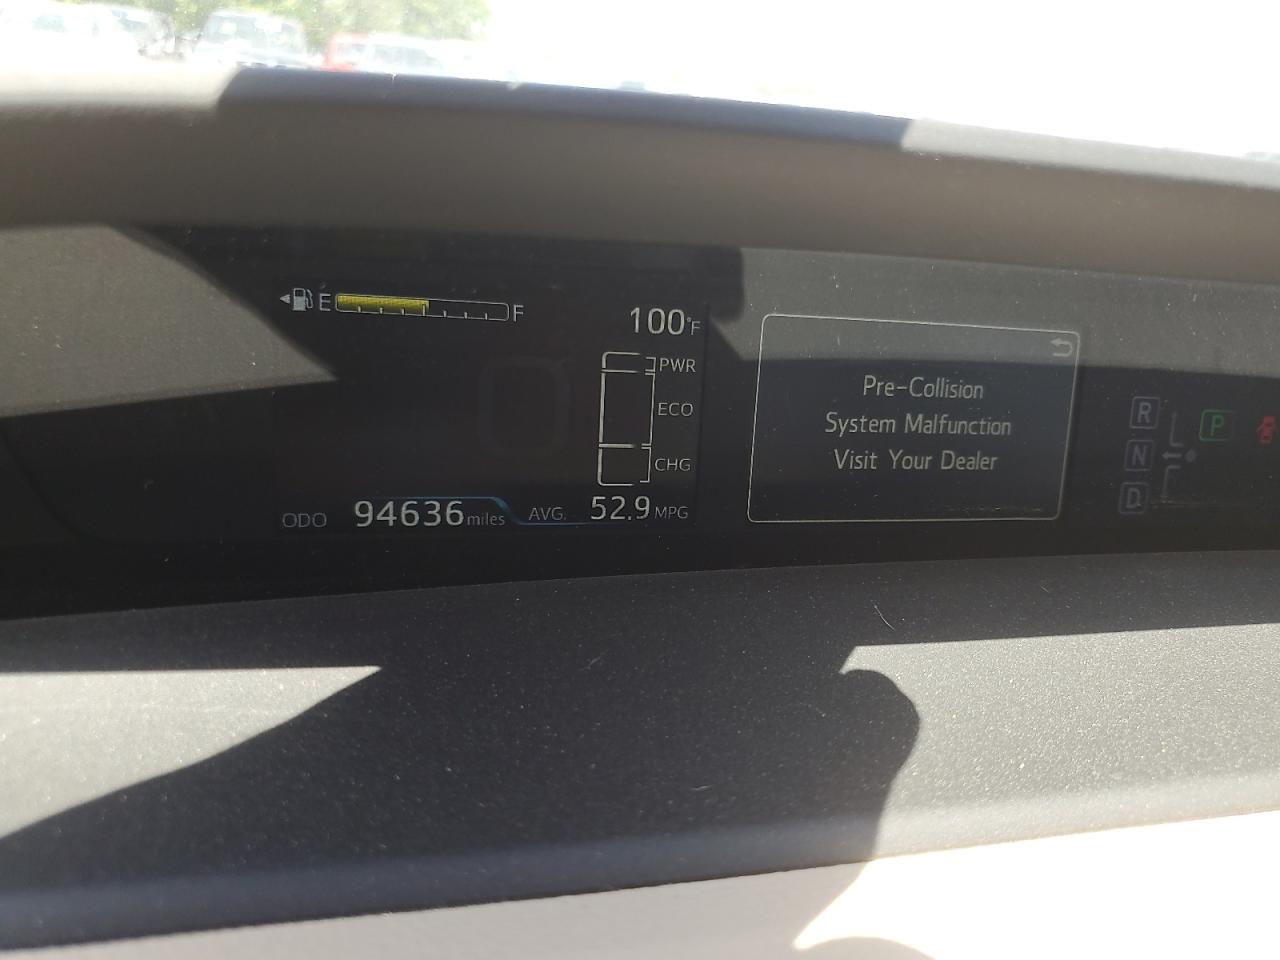 E F
100°F
PWR
ECO
CHG
ODO 94636 miles AVG. 52.9 MPG
Pre-Collision
System Malfunction
Visit Your Dealer
R P
N
D